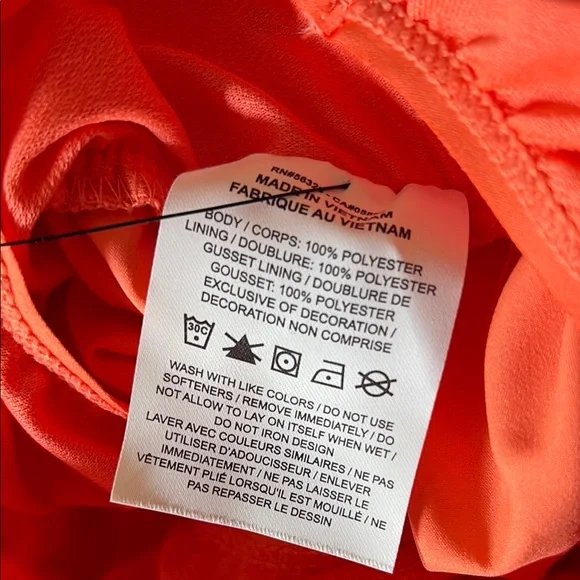 MADE IN VIETNAM
FABRIQUE AU VIETNAM
BODY / CORPS: 100% POLYESTER
LINING / DOUBLURE: 100% POLYESTER
GUSSET LINING / DOUBLURE DE
GOUSSET: 100% POLYESTER
EXCLUSIVE OF DECORATION /
DECORATION NON COMPRISE
30C
WASH WITH LIKE COLORS / DO NOT USE
SOFTENERS / REMOVE IMMEDIATELY / DO
NOT ALLOW TO LAY ON ITSELF WHEN WET /
DO NOT IRON DESIGN
LAVER AVEC COULEURS SIMILAIRES / NE PAS
UTILISER D'ADOUCISSEUR / ENLEVER
IMMEDIATEMENT / NE PAS LAISSER LE
VÊTEMENT PLIÉ LORSQU'IL EST MOUILLÉ / NE
PAS REPASSER LE DESSIN